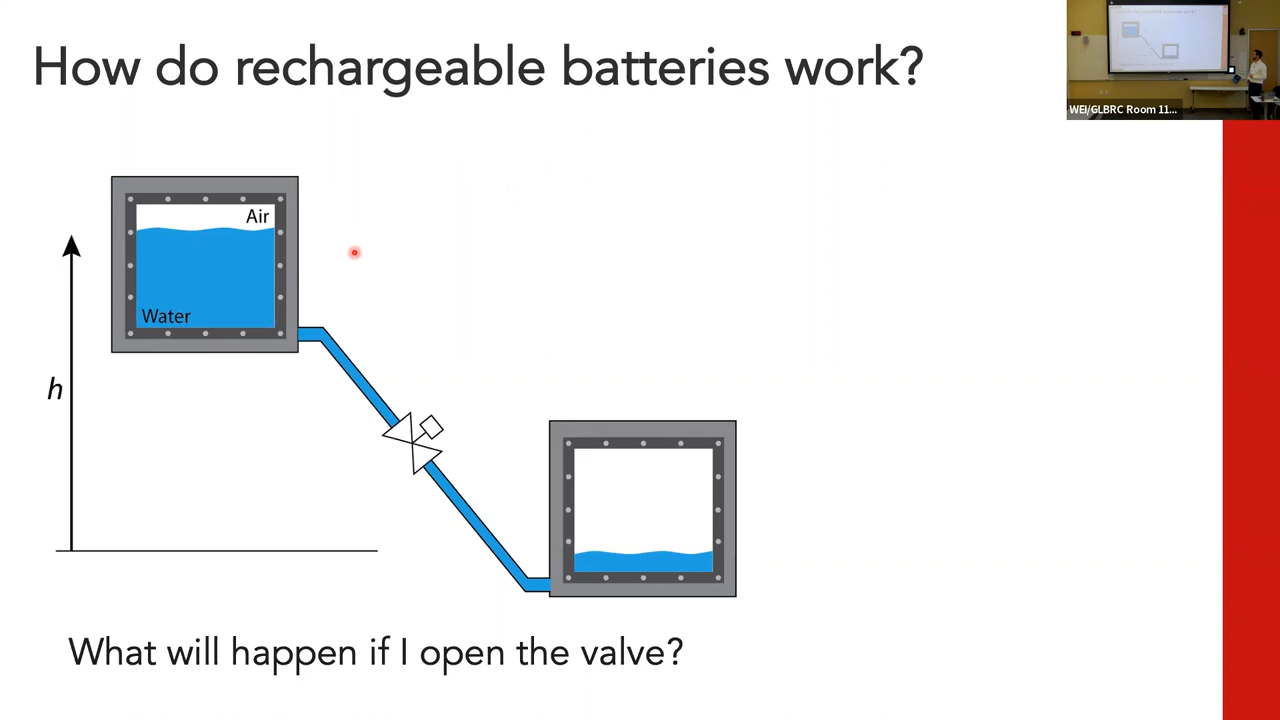 How do rechargeable batteries work?
WEI/GLBRC Room 11...
Air
Water
h
What will happen if I open the valve?